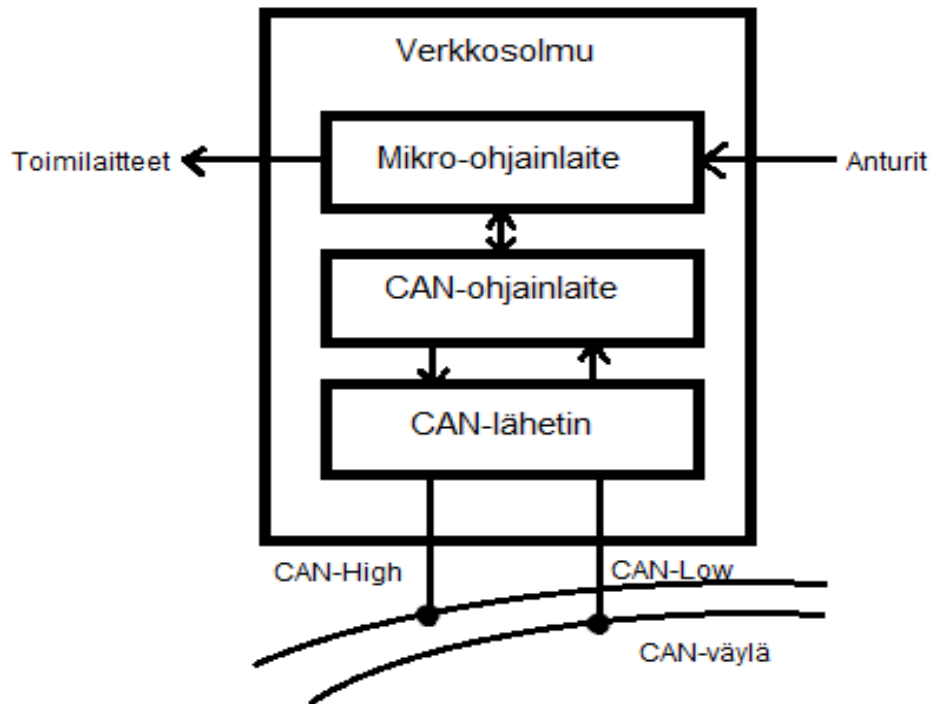 Verkkosolmu
Toimilaitteet
Mikro-ohjainlaite
Anturit
CAN-ohjainlaite
CAN-lähetin
CAN-High
CAN-Low
CAN-väylä